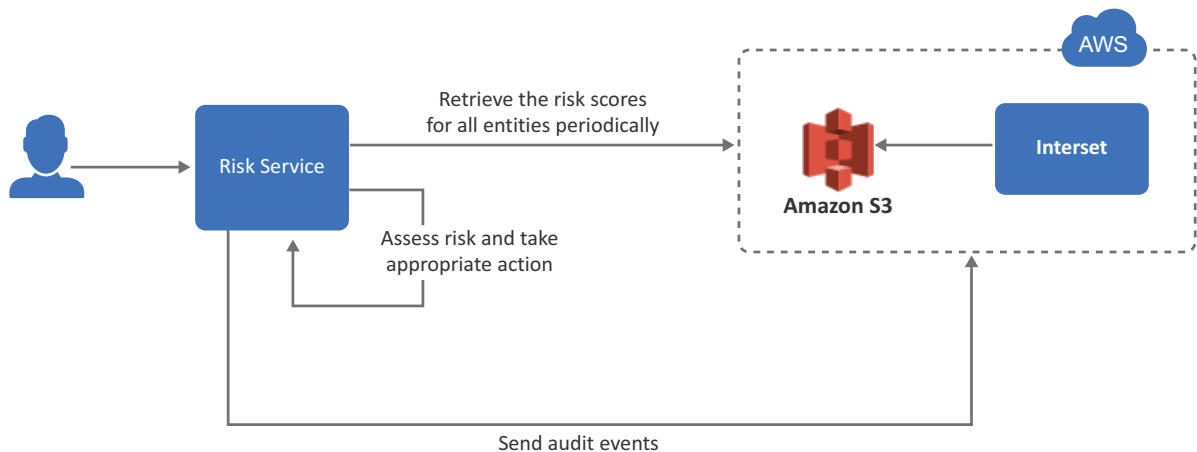 AWS
Retrieve the risk scores
for all entities periodically
Risk Service
Interset
Amazon S3
Assess risk and take
appropriate action
Send audit events